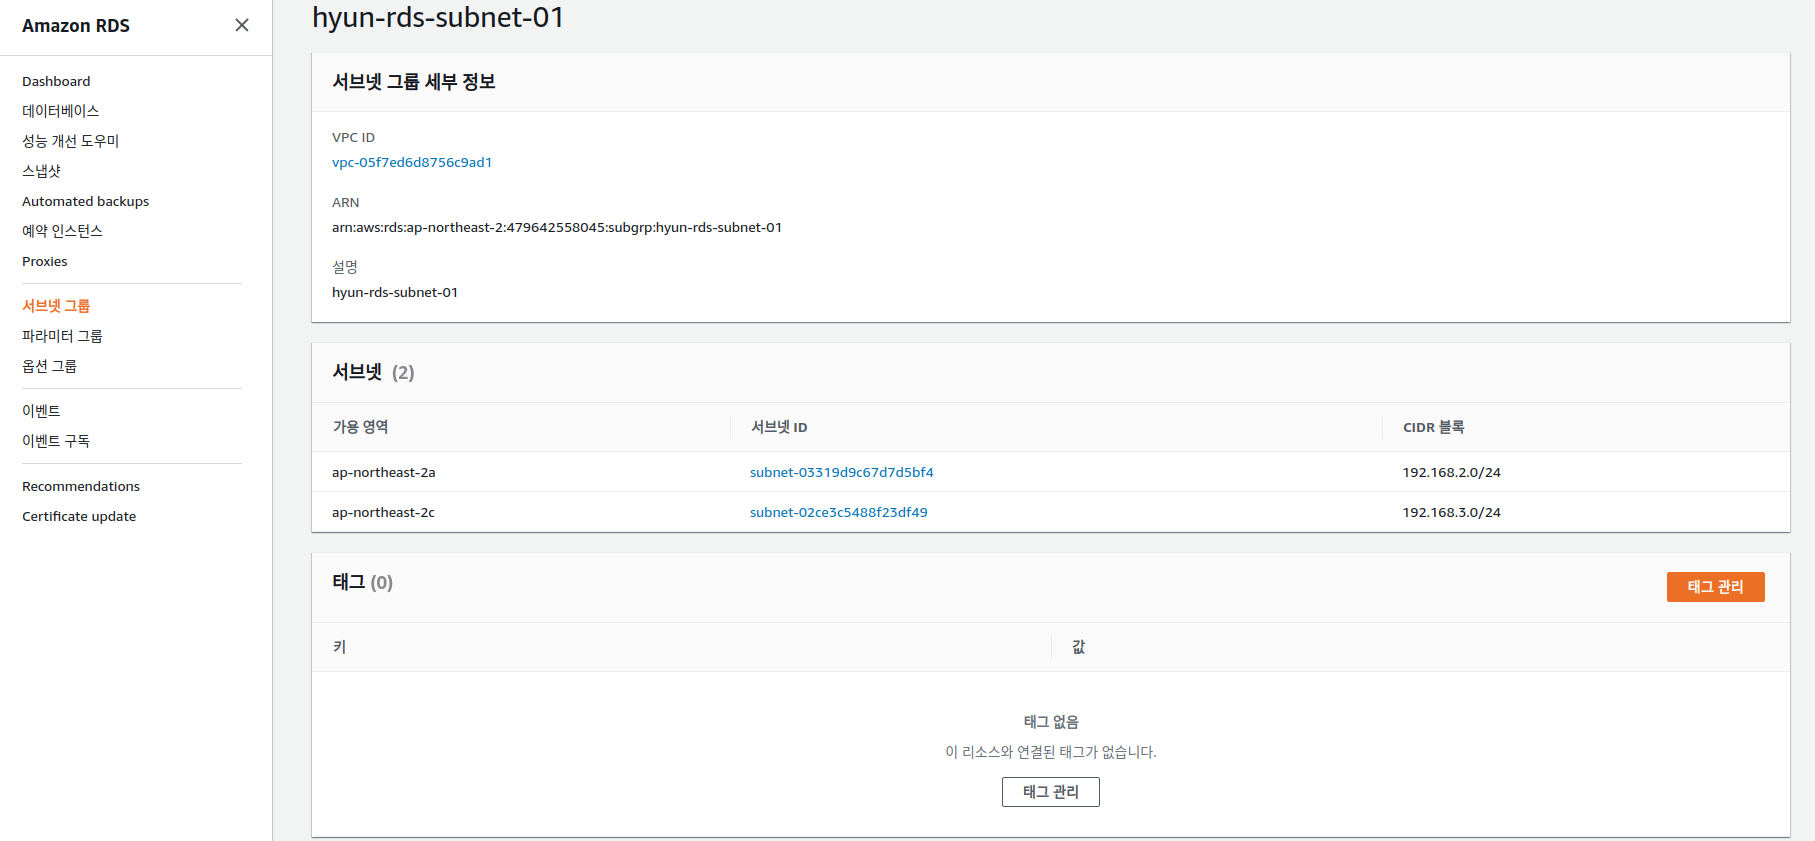 Amazon RDS
Dashboard
데이터베이스
성능 개선 도우미
스냅샷
Automated backups
예약 인스턴스
Proxies
서브넷 그룹
파라미터 그룹
옵션 그룹
이벤트
이벤트 구독
Recommendations
Certificate update
hyun-rds-subnet-01
서브넷 그룹 세부 정보
VPC ID
vpc-05f7ed6d8756c9ad1
ARN
arn:aws:rds:ap-northeast-2:479642558045:subgrp:hyun-rds-subnet-01
설명
hyun-rds-subnet-01
서브넷 (2)
가용 영역 서브넷 ID CIDR 블록
ap-northeast-2a subnet-03319d9c67d7d5bf4 192.168.2.0/24
ap-northeast-2c subnet-02ce3c5488f23df49 192.168.3.0/24
태그 (0)
태그 관리
키 값
태그 없음
이 리소스와 연결된 태그가 없습니다.
태그 관리